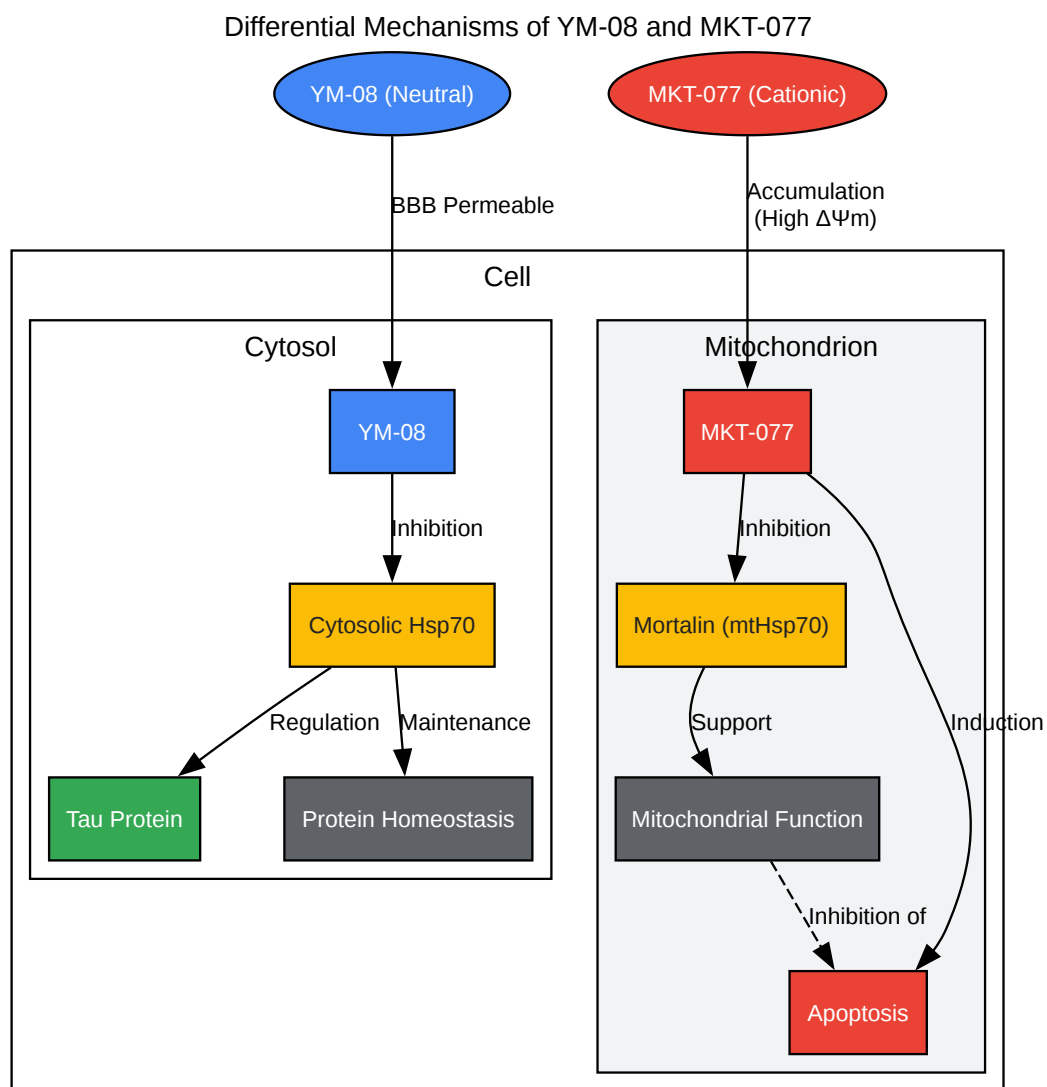 Differential Mechanisms of YM-08 and MKT-077
YM-08 (Neutral)
MKT-077 (Cationic)
BBB Permeable
Accumulation
(High ΔΨm)
Cell
Cytosol
Mitochondrion
YM-08
MKT-077
Inhibition
Inhibition
Cytosolic Hsp70
Mortalin (mtHsp70)
Regulation
Maintenance
Support
Induction
Tau Protein
Protein Homeostasis
Mitochondrial Function
Inhibition of
Apoptosis